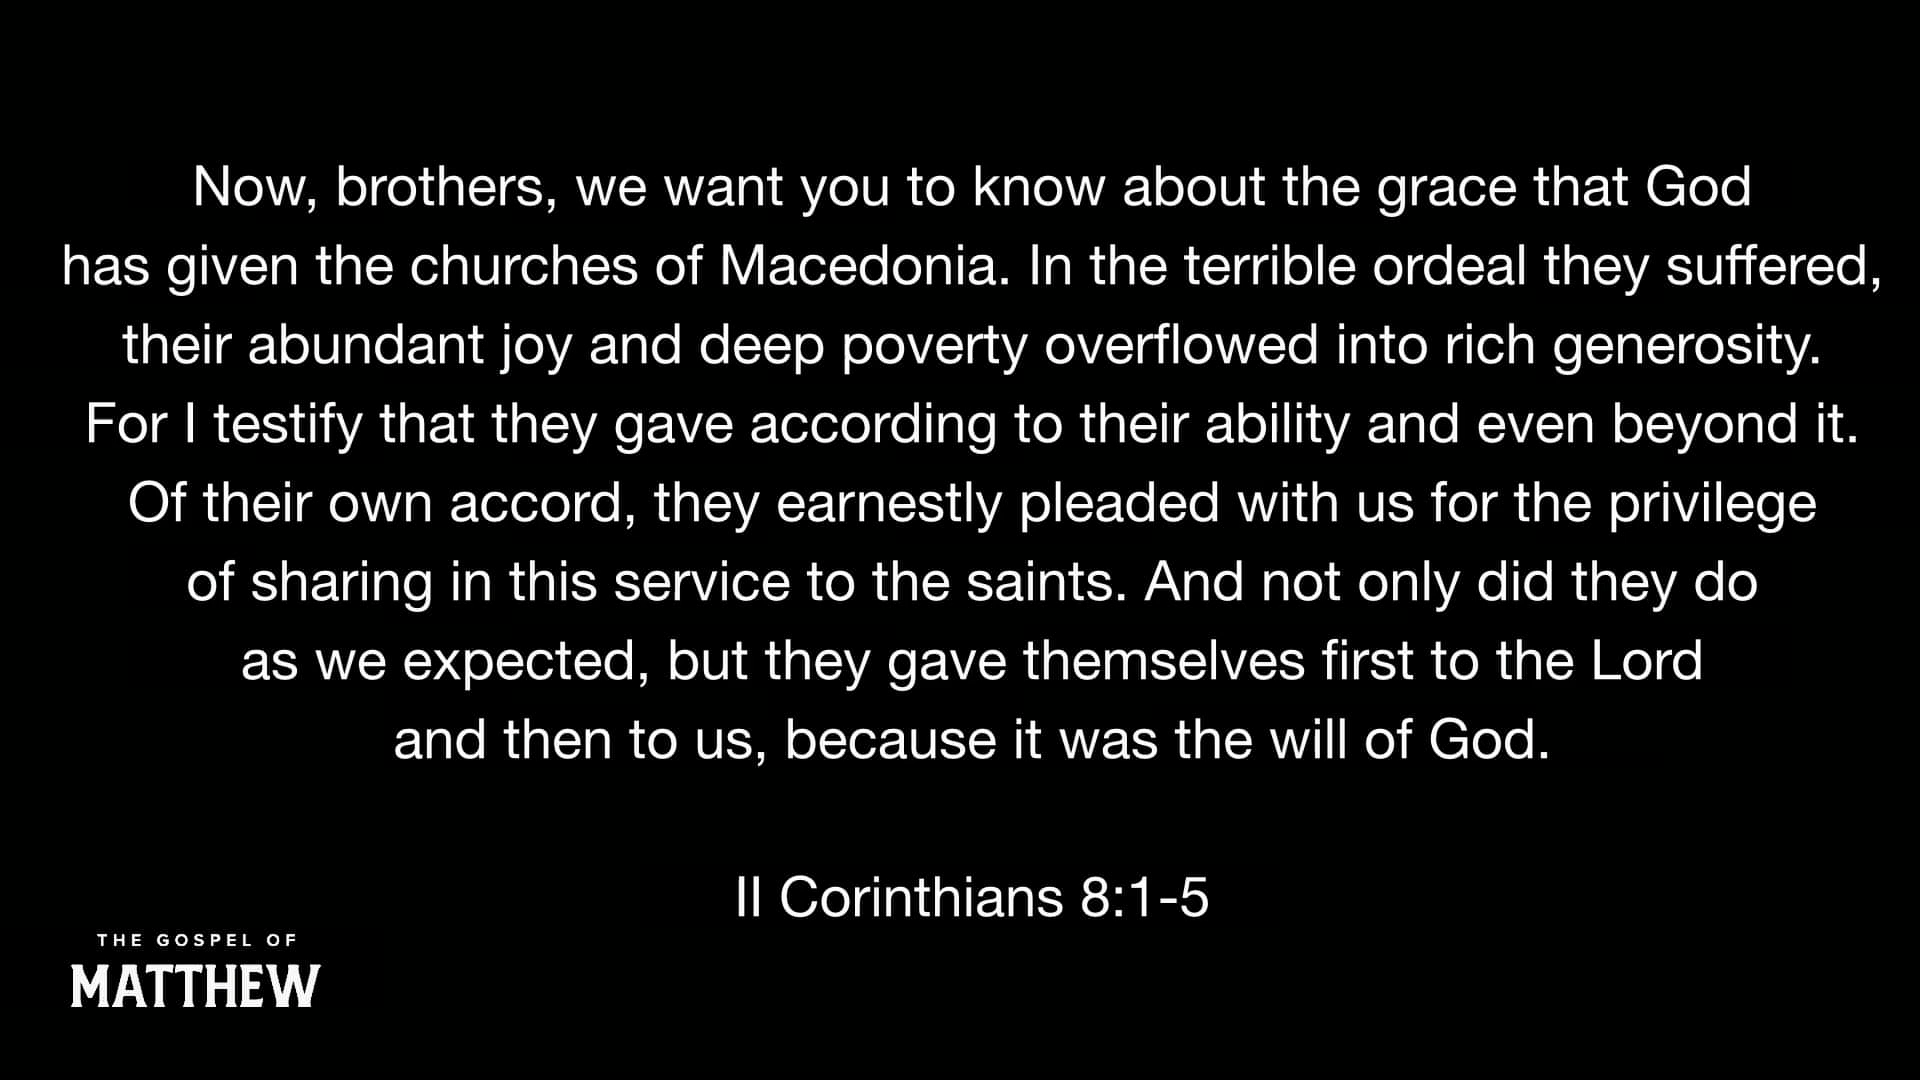 Now, brothers, we want you to know about the grace that God
has given the churches of Macedonia. In the terrible ordeal they suffered,
their abundant joy and deep poverty overflowed into rich generosity.
For I testify that they gave according to their ability and even beyond it.
Of their own accord, they earnestly pleaded with us for the privilege
of sharing in this service to the saints. And not only did they do
as we expected, but they gave themselves first to the Lord
and then to us, because it was the will of God.
II Corinthians 8:1-5
THE GOSPEL OF
MATTHEW